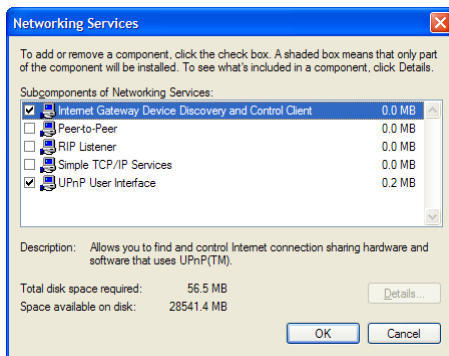 Networking Services
To add or remove a component, click the check box. A shaded box means that only part
of the component will be installed. To see what's included in a component, click Details.
Subcomponents of Networking Services:
Internet Gateway Device Discovery and Control Client 0.0 MB
Peer-to-Peer 0.0 MB
RIP Listener 0.0 MB
Simple TCP/IP Services 0.0 MB
UPnP User Interface 0.2 MB
Description: Allows you to find and control Internet connection sharing hardware and
software that uses UPnP(TM).
Total disk space required: 56.5 MB
Details...
Space available on disk: 28541.4 MB
OK Cancel